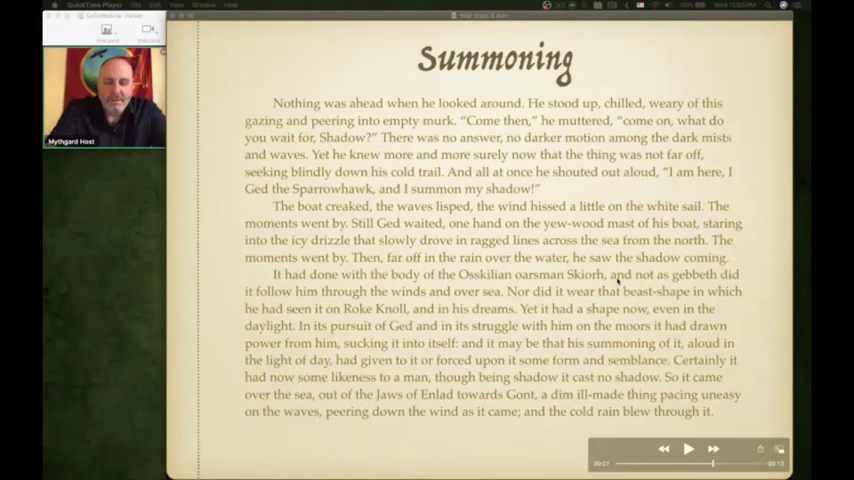 QuickTime Player File Edit View Window Help
GoToWebinar Viewer
Mythgard Host
Summoning
Nothing was ahead when he looked around. He stood up, chilled, weary of this
gazing and peering into empty murk. “Come then,” he muttered, “come on, what do
you wait for, Shadow?” There was no answer, no darker motion among the dark mists
and waves. Yet he knew more and more surely now that the thing was not far off,
seeking blindly down his cold trail. And all at once he shouted out aloud, “I am here, I
Ged the Sparrowhawk, and I summon my shadow!”
The boat creaked, the waves lisped, the wind hissed a little on the white sail. The
moments went by. Still Ged waited, one hand on the yew-wood mast of his boat, staring
into the icy drizzle that slowly drove in ragged lines across the sea from the north. The
moments went by. Then, far off in the rain over the water, he saw the shadow coming.
It had done with the body of the Osskilian oarsman Skiorh, and not as gebbeth did
it follow him through the winds and over sea. Nor did it wear that beast-shape in which
he had seen it on Roke Knoll, and in his dreams. Yet it had a shape now, even in the
daylight. In its pursuit of Ged and in its struggle with him on the moors it had drawn
power from him, sucking it into itself: and it may be that his summoning of it, aloud in
the light of day, had given to it or forced upon it some form and semblance. Certainly it
had now some likeness to a man, though being shadow it cast no shadow. So it came
over the sea, out of the Jaws of Enlad towards Gont, a dim ill-made thing pacing uneasy
on the waves, peering down the wind as it came; and the cold rain blew through it.
00:27
-00:13